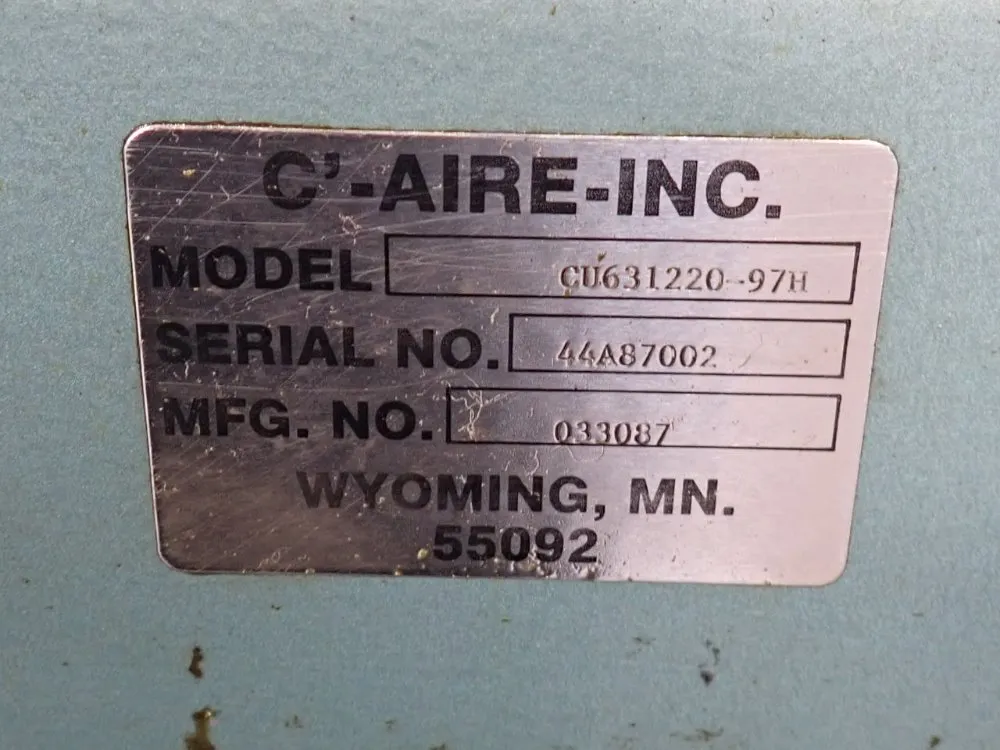 C'-AIRE-INC.
MODEL CU631220-97H
SERIAL NO. 44A87002
MFG. NO. 033087
WYOMING, MN.
55092